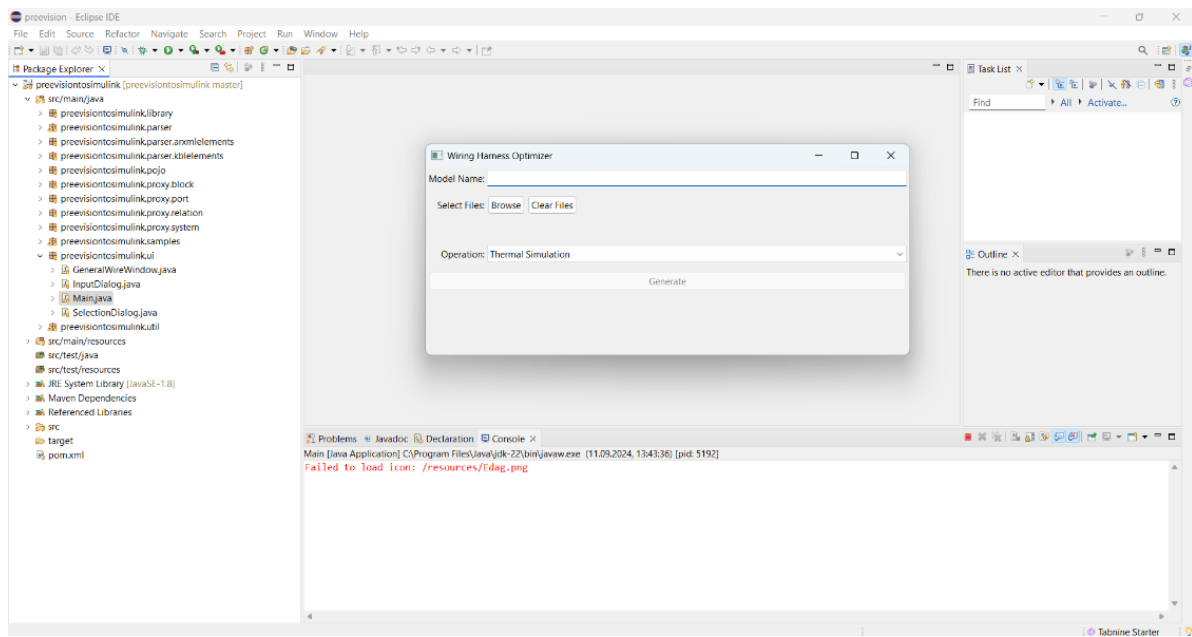 preevision - Eclipse IDE
File Edit Source Refactor Navigate Search Project Run Window Help
Package Explorer
preevisiontosimulink [preevisiontosimulink master]
src/main/java
preevisiontosimulink.library
preevisiontosimulink.parser
preevisiontosimulink.parser.arxmlelements
preevisiontosimulink.parser.kblelements
preevisiontosimulink.pojo
preevisiontosimulink.proxy.block
preevisiontosimulink.proxy.port
preevisiontosimulink.proxy.relation
preevisiontosimulink.proxy.system
preevisiontosimulink.samples
preevisiontosimulink.ui
GeneralWireWindow.java
InputDialog.java
Main.java
SelectionDialog.java
preevisiontosimulink.util
src/main/resources
src/test/java
src/test/resources
JRE System Library [JavaSE-1.8]
Maven Dependencies
Referenced Libraries
src
target
pom.xml
Wiring Harness Optimizer
Model Name:
Select Files: Browse Clear Files
Operation: Thermal Simulation
Generate
Task List
Find All Activate...
Outline
There is no active editor that provides an outline.
Problems Javadoc Declaration Console
Main [Java Application] C:\Program Files\Java\jdk-22\bin\javaw.exe (11.09.2024, 13:43:36) [pid: 5192]
Failed to load icon: /resources/Edag.png
Tabnine Starter